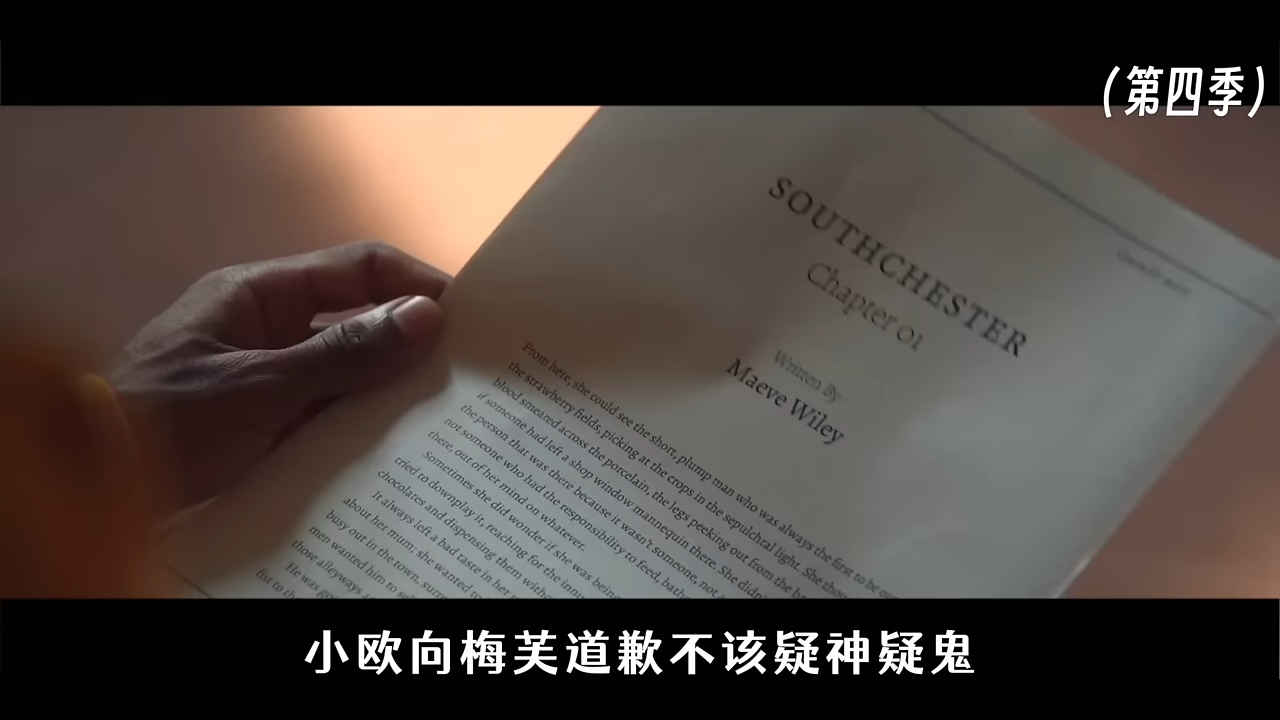 (第四季)
SOUTHCHESTER
Chapter 01
Written By
Maeve Wiley
From here, she could see the short, plump man who was always the first to be
the strawberry fields, picking at the crops in the sepulchral light. She
blood smeared across the porcelain, the legs peeking out from the
if someone had left a shop window mannequin there. She
the person that was there because it wasn't someone, not
not someone who had the responsibility to feed,
there, out of her mind on whatever.
Sometimes she did wonder if she was being
tried to downplay it, reaching for the
chocolates and dispensing them
It always left a bad taste in her
about her mum; she wanted
busy out in the town,
men wanted him to
those alleyways
He was
fist to
小欧向梅芙道歉不该疑神疑鬼